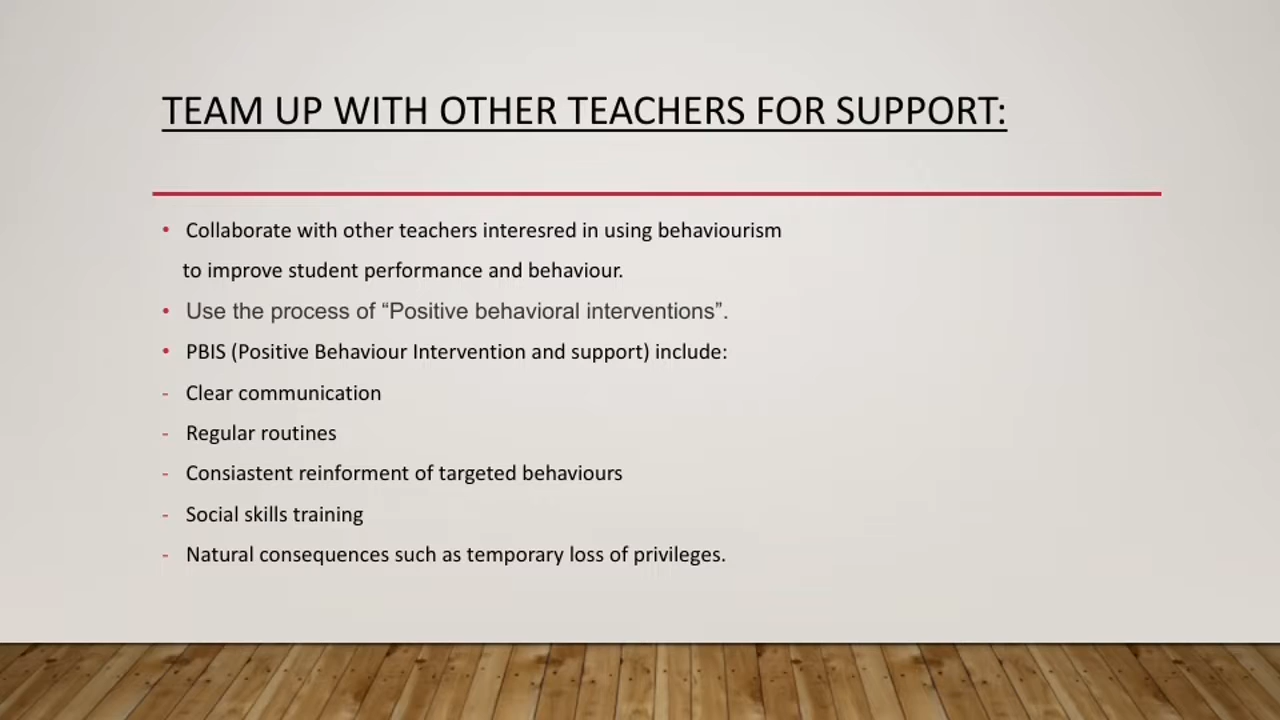 TEAM UP WITH OTHER TEACHERS FOR SUPPORT:
• Collaborate with other teachers interesred in using behaviourism
to improve student performance and behaviour.
• Use the process of “Positive behavioral interventions”.
• PBIS (Positive Behaviour Intervention and support) include:
- Clear communication
- Regular routines
- Consiastent reinforment of targeted behaviours
- Social skills training
- Natural consequences such as temporary loss of privileges.